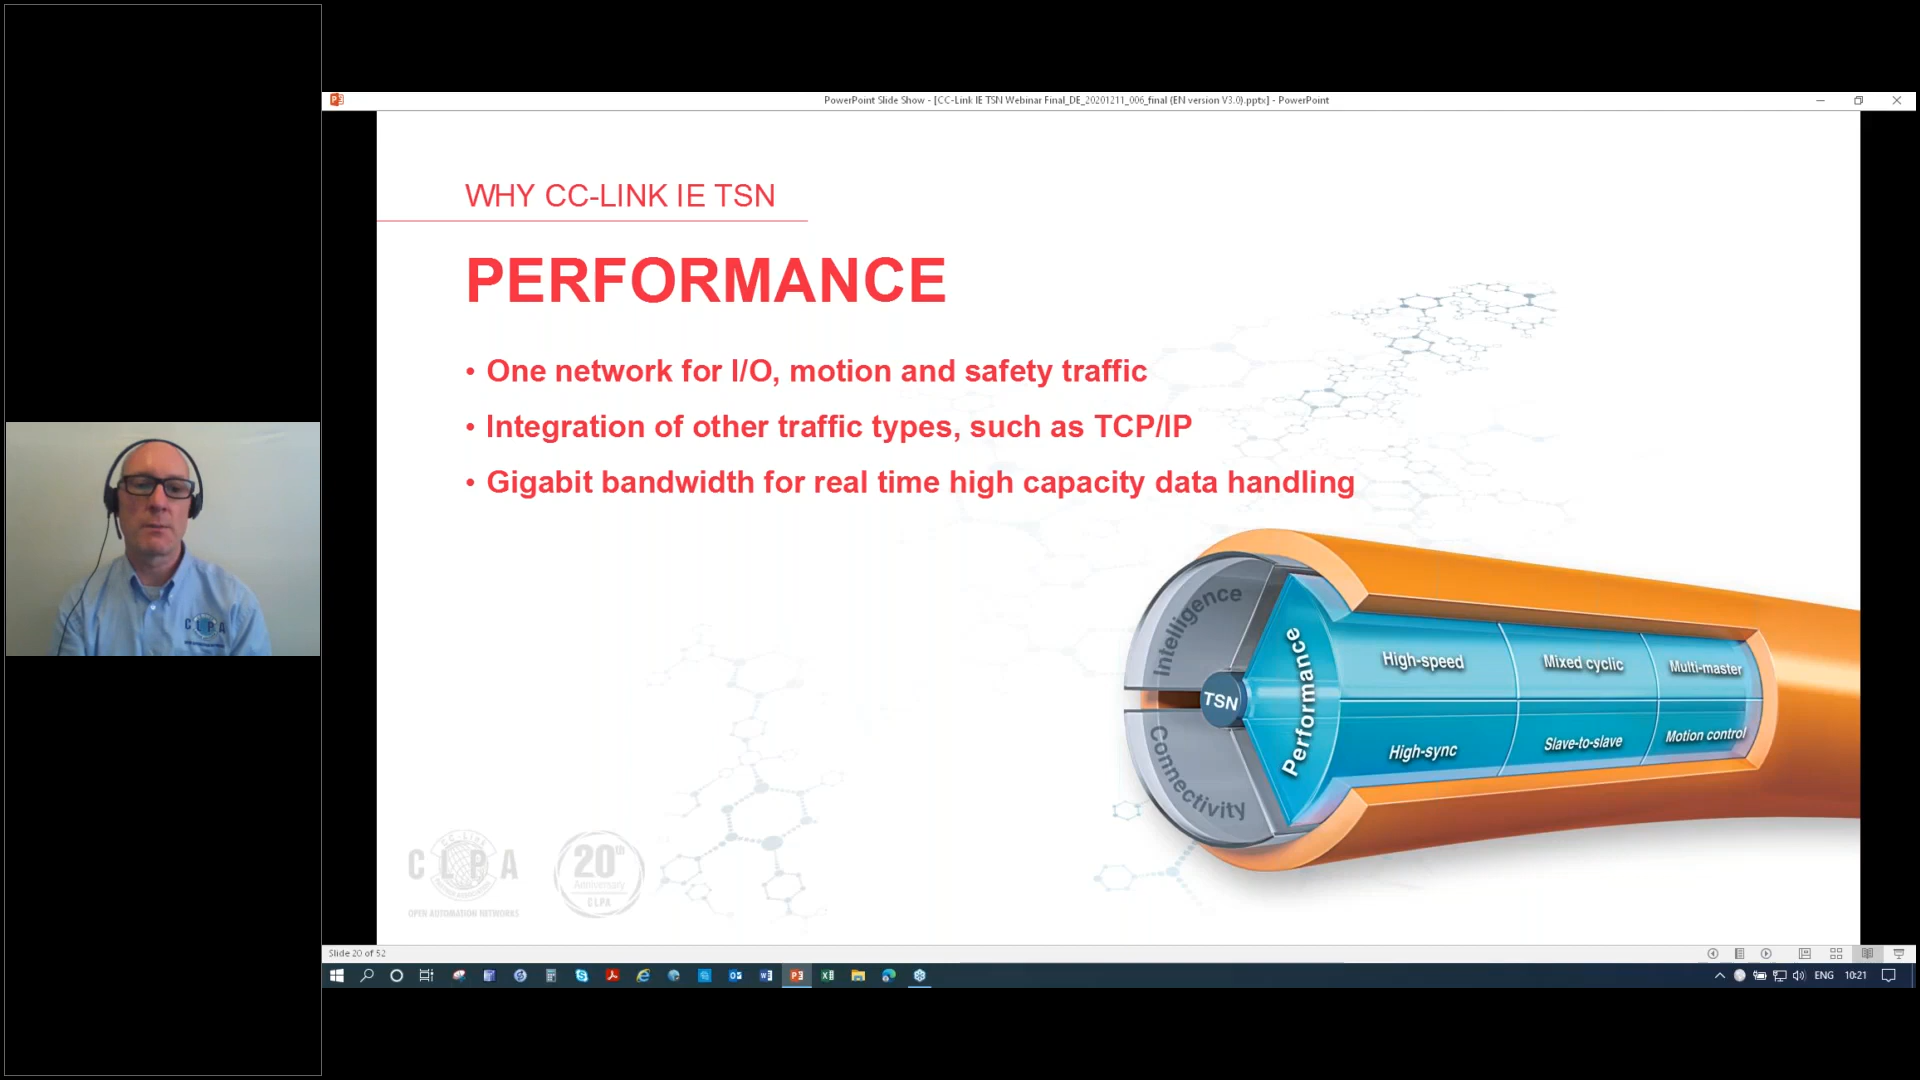 PowerPoint Slide Show - [CC-Link IE TSN Webinar Final_DE_20201211_006_final (EN version V3.0).pptx] - PowerPoint
WHY CC-LINK IE TSN
PERFORMANCE
• One network for I/O, motion and safety traffic
• Integration of other traffic types, such as TCP/IP
• Gigabit bandwidth for real time high capacity data handling
Intelligence
Performance
Connectivity
TSN
High-speed
Mixed cyclic
Multi-master
High-sync
Slave-to-slave
Motion control
CLPA
CC-Link
CLPA
OPEN AUTOMATION NETWORKS
20th
Anniversary
CLPA
Slide 20 of 52
ENG
10:21